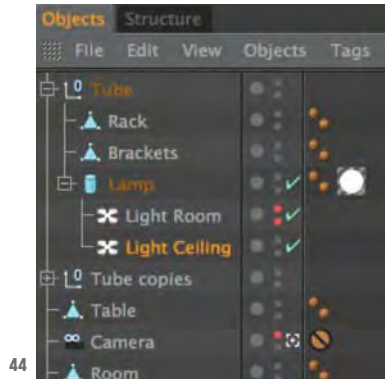 Objects Structure
File Edit View Objects Tags
Tube
Rack
Brackets
Lamp
Light Room
Light Ceiling
Tube copies
Table
Camera
Room
44